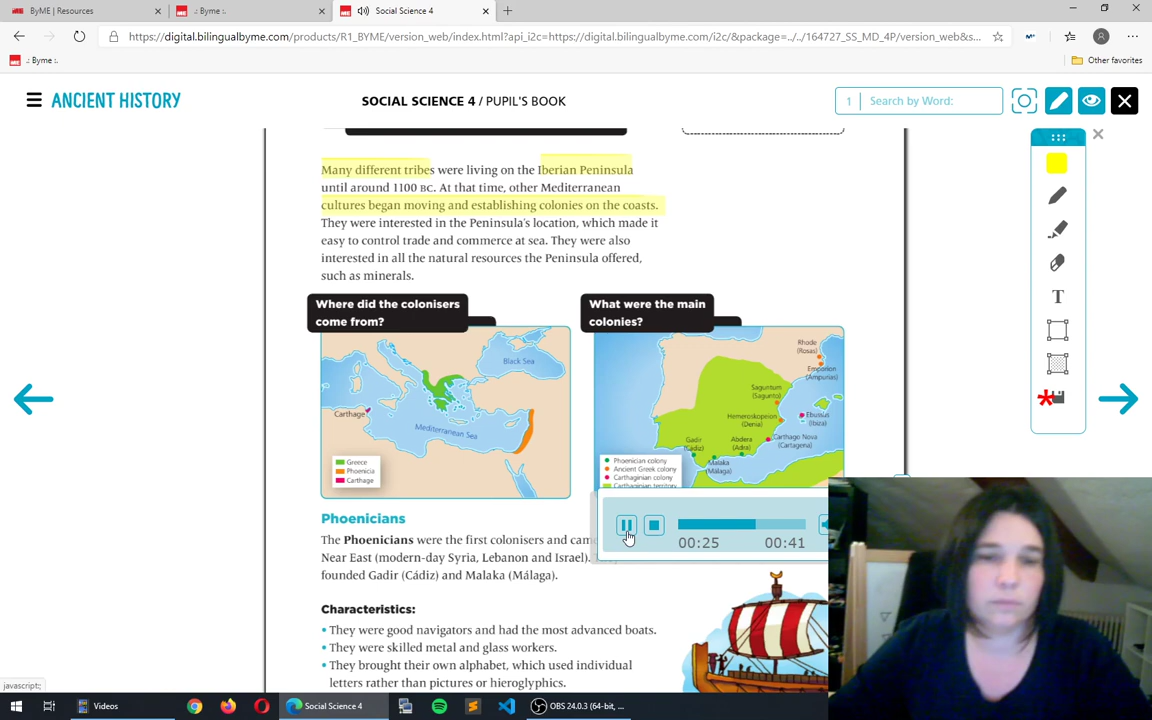 ByME | Resources
.: Byme :.
Social Science 4
https://digital.bilingualbyme.com/products/R1_BYME/version_web/index.html?api_i2c=https://digital.bilingualbyme.com/i2c/&package=../../164727_SS_MD_4P/version_web&s...
.: Byme :.
Other favorites
ANCIENT HISTORY
SOCIAL SCIENCE 4 / PUPIL'S BOOK
1
Search by Word:
Many different tribes were living on the Iberian Peninsula
until around 1100 BC. At that time, other Mediterranean
cultures began moving and establishing colonies on the coasts.
They were interested in the Peninsula's location, which made it
easy to control trade and commerce at sea. They were also
interested in all the natural resources the Peninsula offered,
such as minerals.
T
Where did the colonisers
come from?
Black Sea
Carthage
Mediterranean Sea
Greece
Phoenicia
Carthage
What were the main
colonies?
Rhode
(Rosas)
Emporion
(Ampurias)
Saguntum
(Sagunto)
Hemeroskopeion
(Denia)
Ebusus
(Ibiza)
Gadir
(Cádiz)
Abdera
(Adra)
Carthago Nova
(Cartagena)
Malaka
(Málaga)
Phoenician colony
Ancient Greek colony
Carthaginian colony
Carthaginian territory
00:25
00:41
Phoenicians
The Phoenicians were the first colonisers and
Near East (modern-day Syria, Lebanon and Israel).
founded Gadir (Cádiz) and Malaka (Málaga).
Characteristics:
• They were good navigators and had the most advanced boats.
• They were skilled metal and glass workers.
• They brought their own alphabet, which used individual
letters rather than pictures or hieroglyphics.
javascript:;
Videos
Social Science 4
OBS 24.0.3 (64-bit, ...